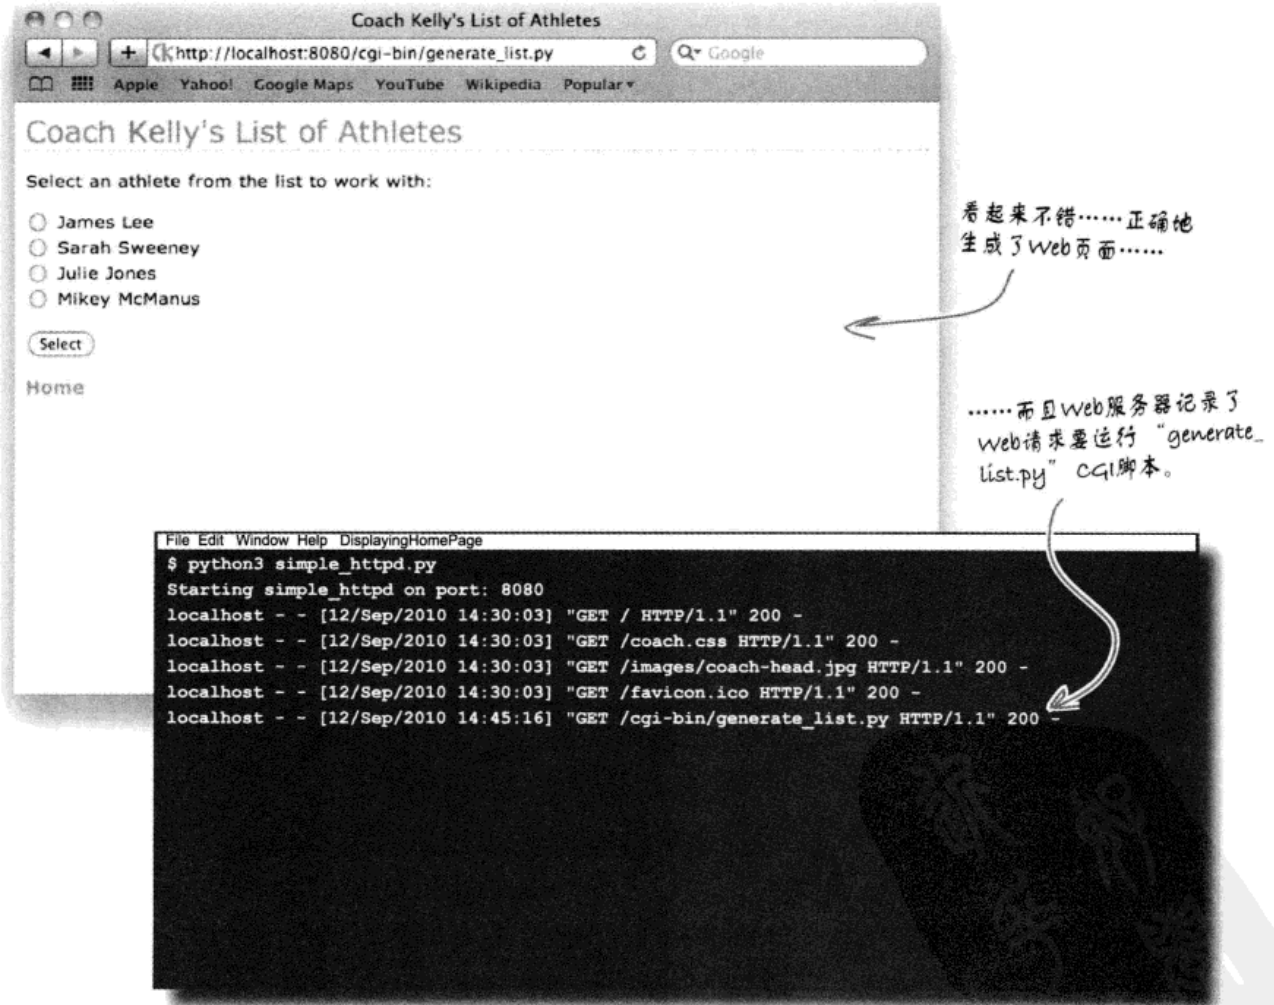 Coach Kelly's List of Athletes
http://localhost:8080/cgi-bin/generate_list.py
Google
Apple Yahoo! Google Maps YouTube Wikipedia Popular
Coach Kelly's List of Athletes
Select an athlete from the list to work with:
James Lee
Sarah Sweeney
Julie Jones
Mikey McManus
Select
Home
看起来不错……正确地
生成了Web页面……
……而且Web服务器记录了
Web请求要运行“generate_
list.py” CGI脚本。
File Edit Window Help DisplayingHomePage
$ python3 simple_httpd.py
Starting simple_httpd on port: 8080
localhost - - [12/Sep/2010 14:30:03] "GET / HTTP/1.1" 200 -
localhost - - [12/Sep/2010 14:30:03] "GET /coach.css HTTP/1.1" 200 -
localhost - - [12/Sep/2010 14:30:03] "GET /images/coach-head.jpg HTTP/1.1" 200 -
localhost - - [12/Sep/2010 14:30:03] "GET /favicon.ico HTTP/1.1" 200 -
localhost - - [12/Sep/2010 14:45:16] "GET /cgi-bin/generate_list.py HTTP/1.1" 200 -